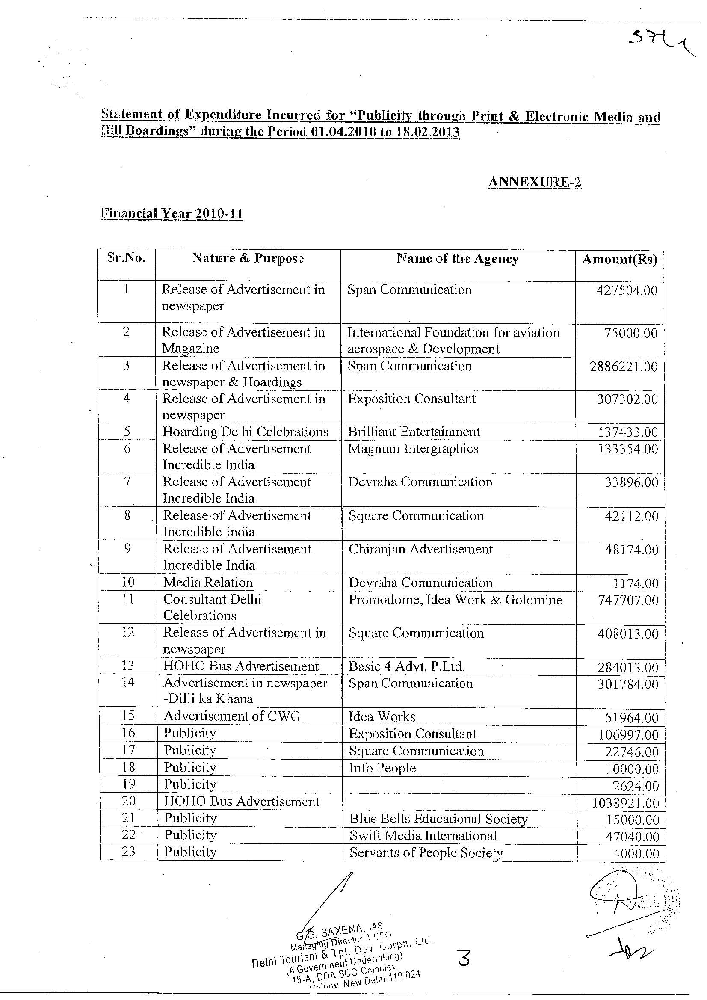 Statement of Expenditure Incurred for “Publicity through Print & Electronic Media and
Bill Boardings” during the Period 01.04.2010 to 18.02.2013
ANNEXURE-2
Financial Year 2010-11
Sr.No. Nature & Purpose Name of the Agency Amount(Rs)
1 Release of Advertisement in Span Communication 427504.00
newspaper
2 Release of Advertisement in International Foundation for aviation 75000.00
Magazine aerospace & Development
3 Release of Advertisement in Span Communication 2886221.00
newspaper & Hoardings
4 Release of Advertisement in Exposition Consultant 307302.00
newspaper
5 Hoarding Delhi Celebrations Brilliant Entertainment 137433.00
6 Release of Advertisement Magnum Intergraphics 133354.00
Incredible India
7 Release of Advertisement Devraha Communication 33896.00
Incredible India
8 Release of Advertisement Square Communication 42112.00
Incredible India
9 Release of Advertisement Chiranjan Advertisement 48174.00
Incredible India
10 Media Relation Devraha Communication 1174.00
11 Consultant Delhi Promodome, Idea Work & Goldmine 747707.00
Celebrations
12 Release of Advertisement in Square Communication 408013.00
newspaper
13 HOHO Bus Advertisement Basic 4 Advt. P.Ltd. 284013.00
14 Advertisement in newspaper Span Communication 301784.00
-Dilli ka Khana
15 Advertisement of CWG Idea Works 51964.00
16 Publicity Exposition Consultant 106997.00
17 Publicity Square Communication 22746.00
18 Publicity Info People 10000.00
19 Publicity 2624.00
20 HOHO Bus Advertisement 1038921.00
21 Publicity Blue Bells Educational Society 15000.00
22 Publicity Swift Media International 47040.00
23 Publicity Servants of People Society 4000.00
G.G. SAXENA, IAS
Managing Director & CEO
Delhi Tourism & Tpt. Dev. Corpn. Ltd.
(A Government Undertaking)
18-A, DDA SCO Complex,
Colony New Delhi-110 024
3